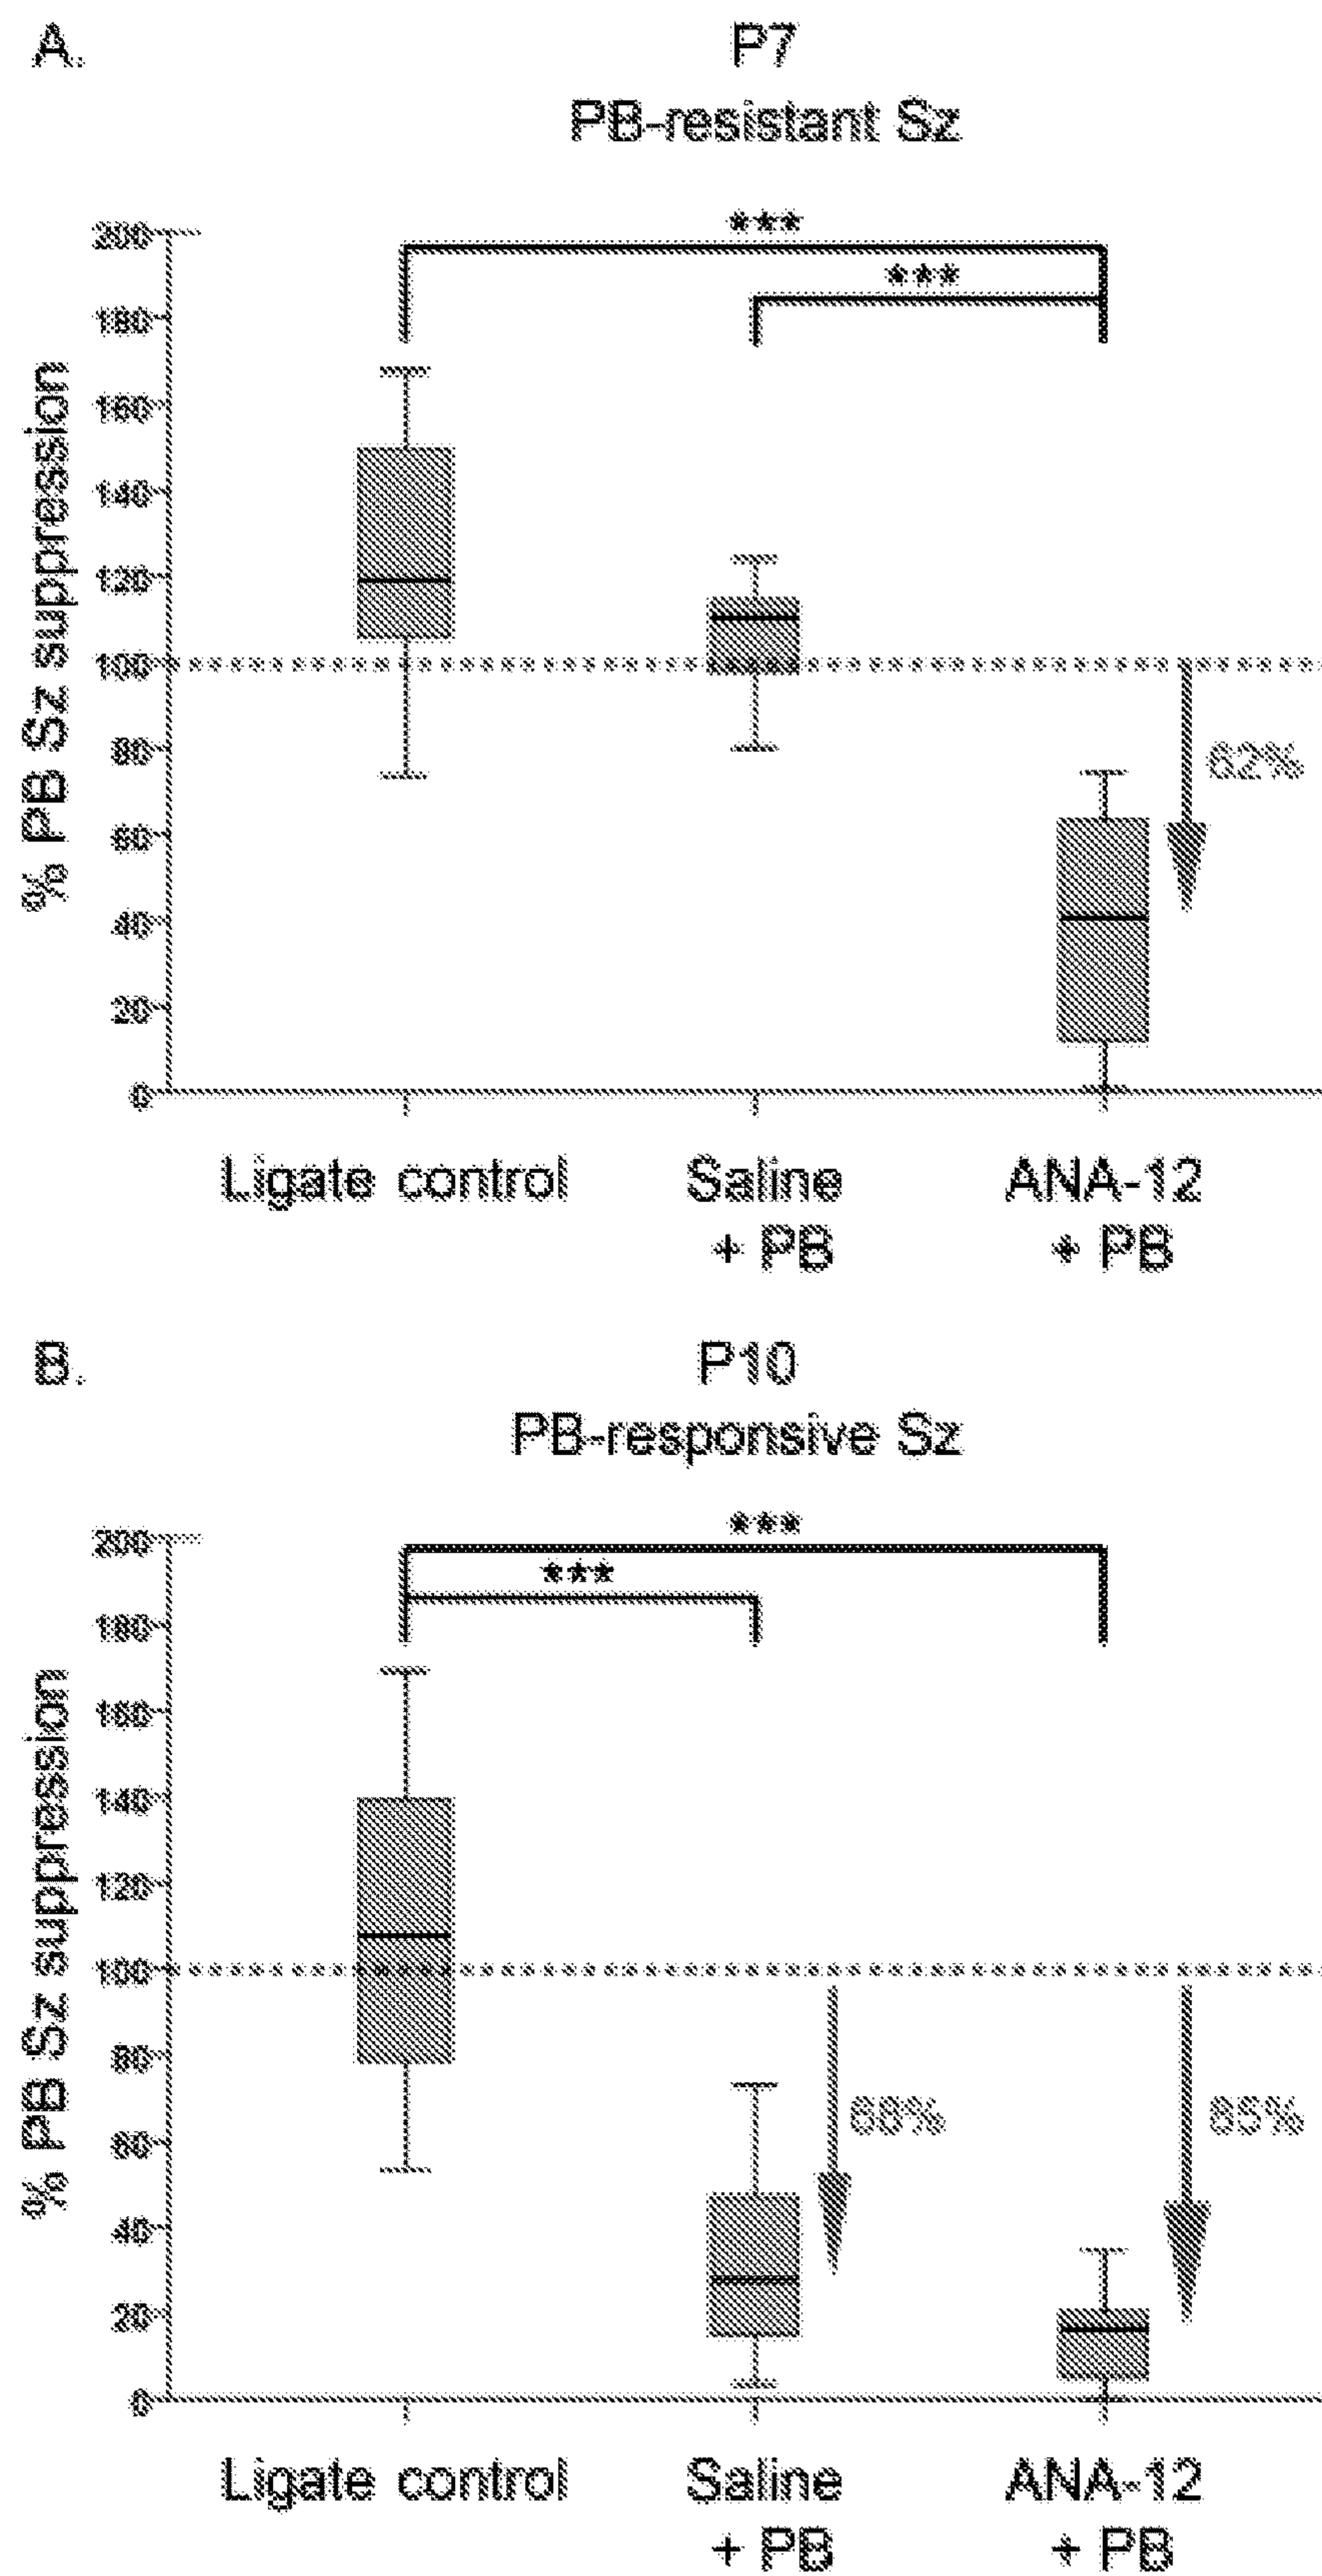 A.
P7
PB-resistant Sz
% PB Sz suppression
200
180
160
140
120
100
80
60
40
20
0
***
***
62%
Ligate control
Saline
+ PB
ANA-12
+ PB
B.
P10
PB-responsive Sz
% PB Sz suppression
200
180
160
140
120
100
80
60
40
20
0
***
***
68%
85%
Ligate control
Saline
+ PB
ANA-12
+ PB